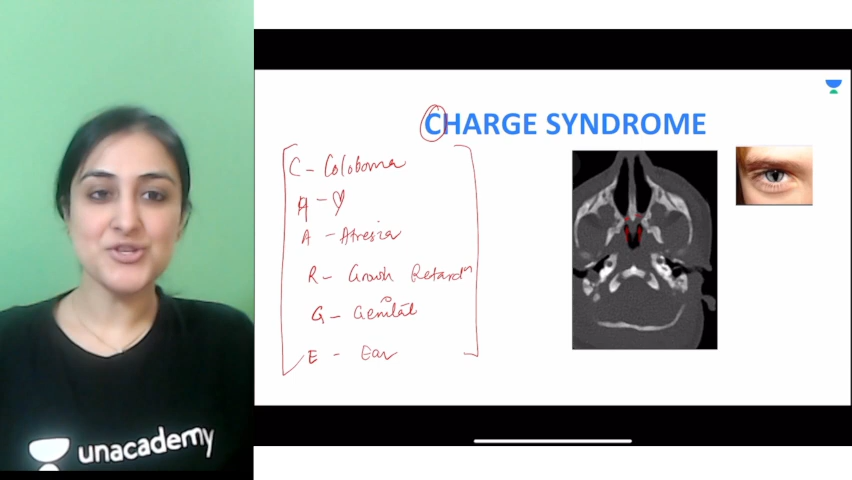 CHARGE SYNDROME
C - Coloboma
H - ♡
A - Atresia
R - Growth Retardn
G - Genital
E - Ear
unacademy